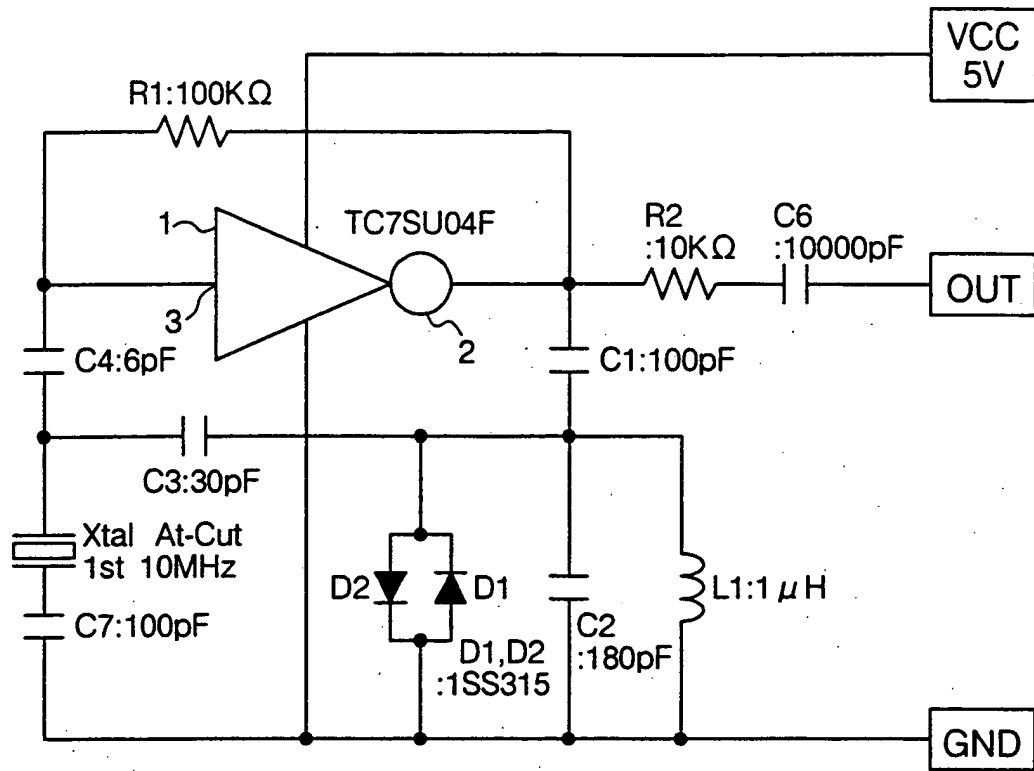 VCC
5V
R1:100KΩ
1
TC7SU04F
R2
:10KΩ
C6
:10000pF
OUT
3
2
C4:6pF
C1:100pF
C3:30pF
Xtal At-Cut
1st 10MHz
D2
D1
L1:1μH
C7:100pF
C2
:180pF
D1,D2
:1SS315
GND